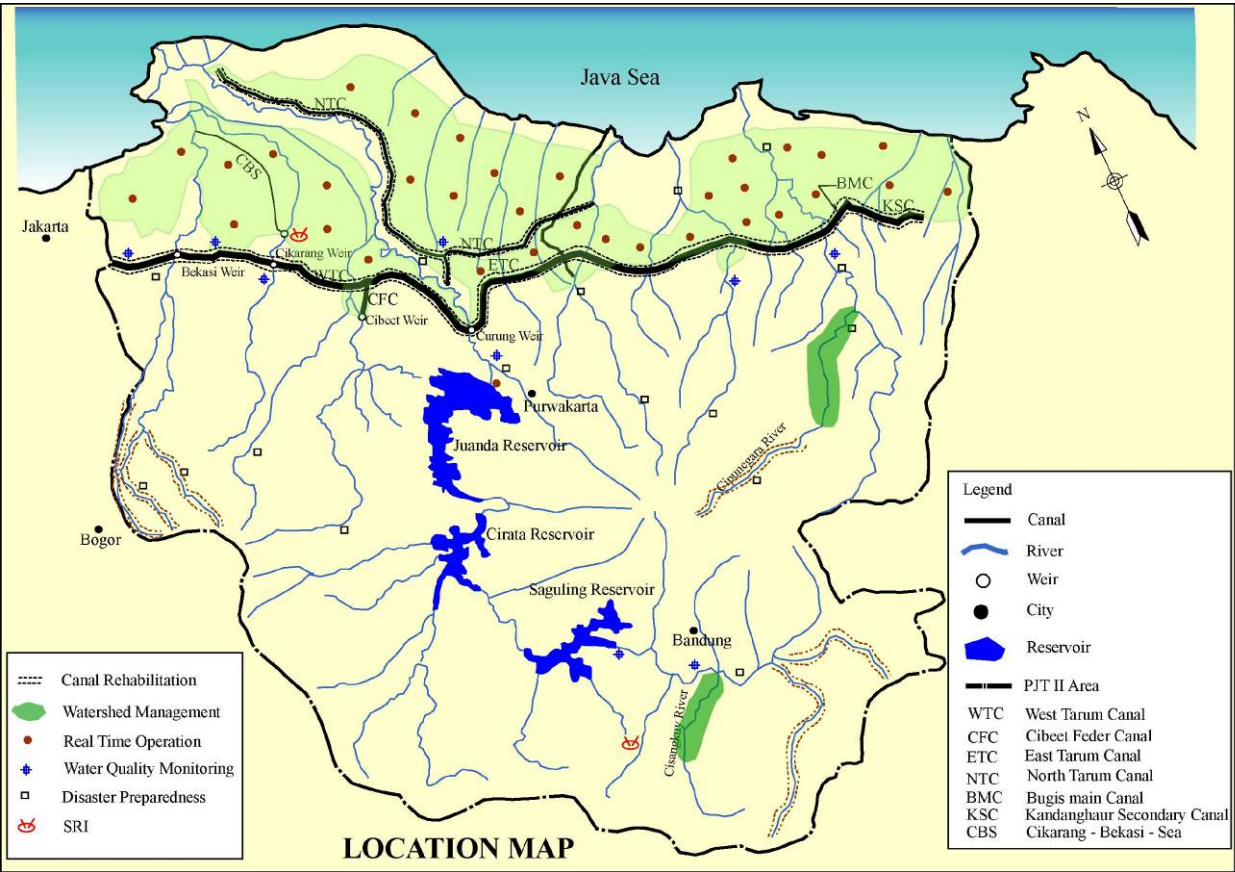 Java Sea
N
NTC
CBS
BMC
KSC
Jakarta
NTC
Cikarang Weir
ETC
Bekasi Weir
WTC
CFC
Cibeet Weir
Curung Weir
Purwakarta
Juanda Reservoir
Cipunegara River
Bogor
Cirata Reservoir
Saguling Reservoir
Bandung
Cisangkuy River
LOCATION MAP
Canal Rehabilitation
Watershed Management
Real Time Operation
Water Quality Monitoring
Disaster Preparedness
SRI
Legend
Canal
River
Weir
City
Reservoir
PJT II Area
WTC West Tarum Canal
CFC Cibeet Feder Canal
ETC East Tarum Canal
NTC North Tarum Canal
BMC Bugis main Canal
KSC Kandanghaur Secondary Canal
CBS Cikarang - Bekasi - Sea